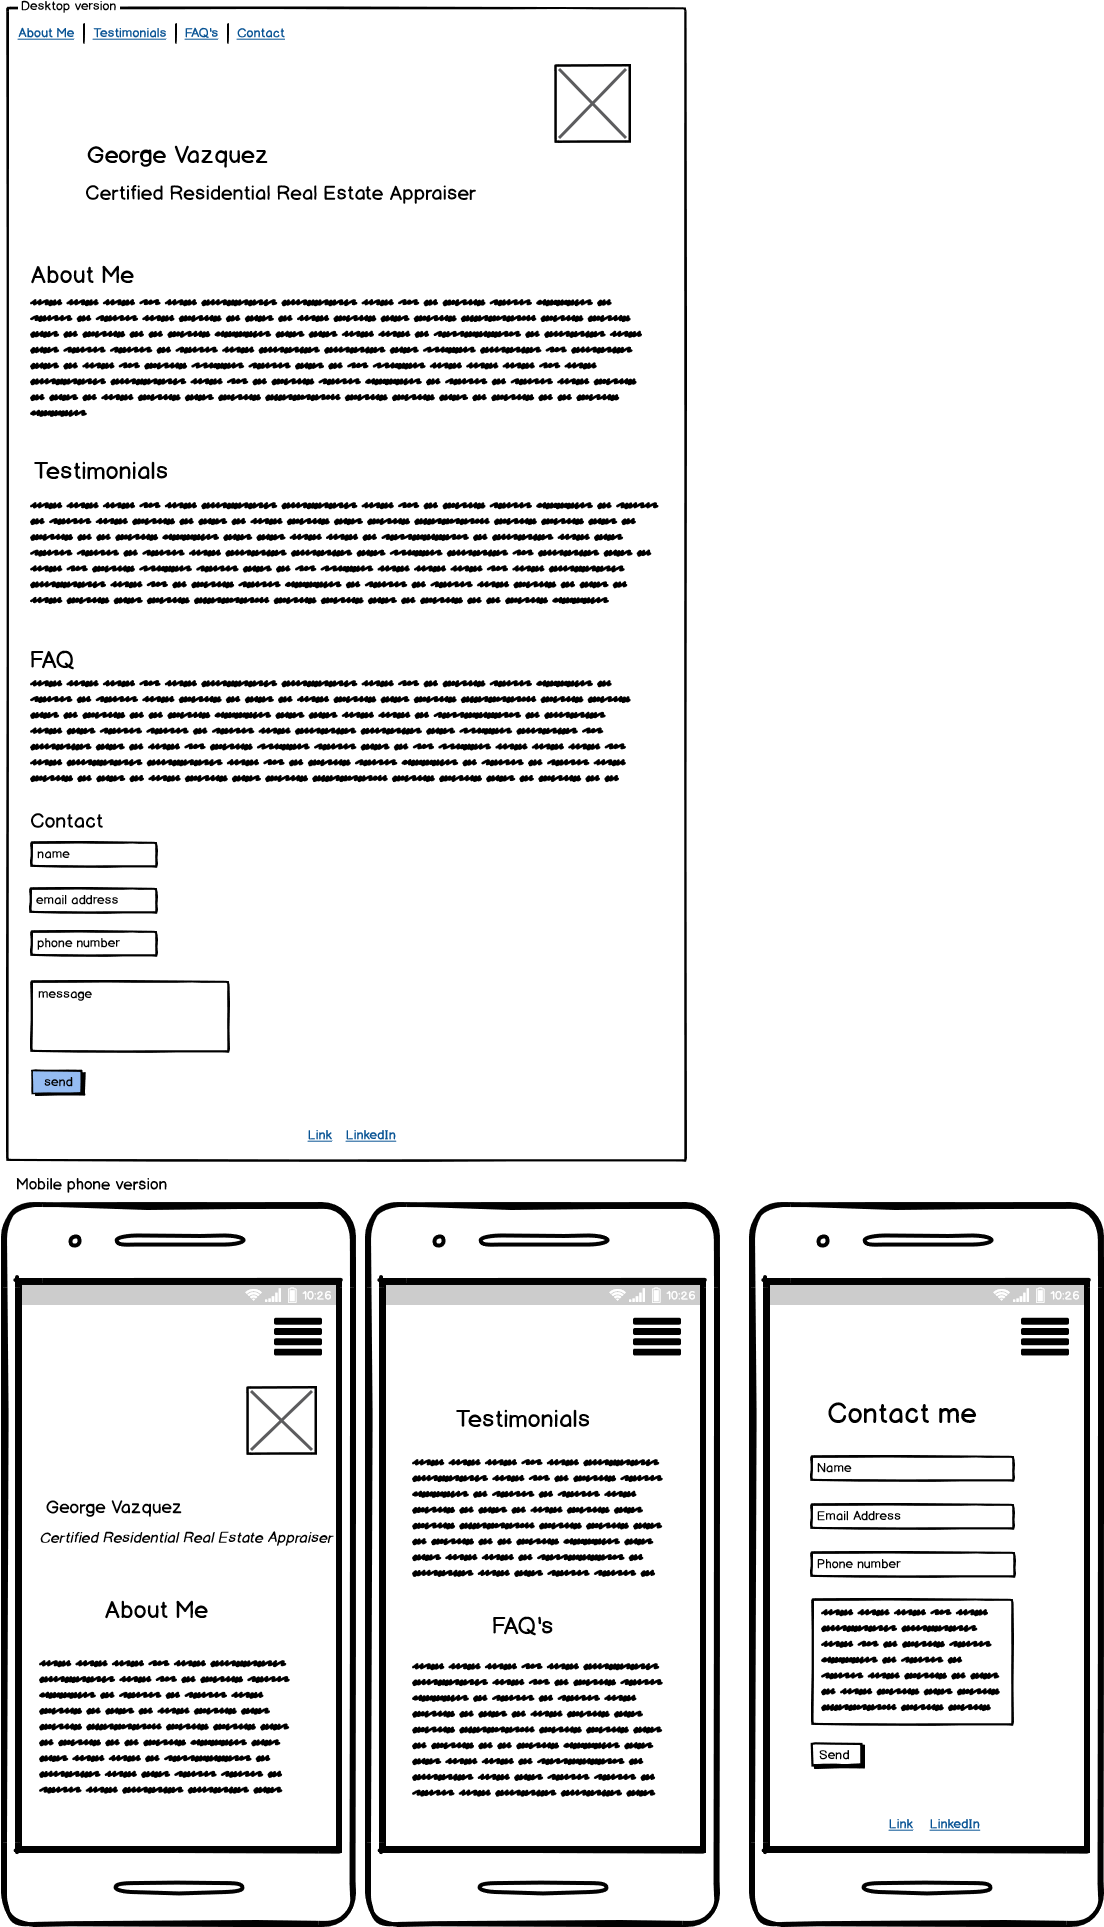 Desktop version
About Me | Testimonials | FAQ's | Contact
George Vazquez
Certified Residential Real Estate Appraiser
About Me
Testimonials
FAQ
Contact
name
email address
phone number
message
send
Link LinkedIn
Mobile phone version
10:26
George Vazquez
Certified Residential Real Estate Appraiser
About Me
10:26
Testimonials
FAQ's
10:26
Contact me
Name
Email Address
Phone number
Send
Link LinkedIn